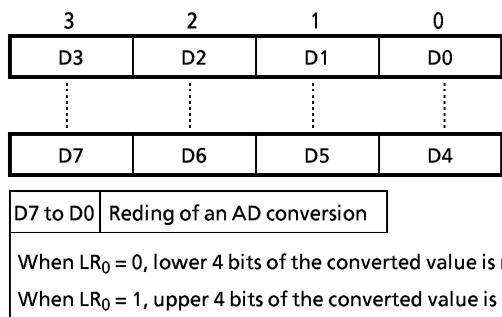 3 2 1 0
D3 D2 D1 D0
D7 D6 D5 D4
D7 to D0 Reding of an AD conversion
When LR0 = 0, lower 4 bits of the converted value is
When LR0 = 1, upper 4 bits of the converted value is